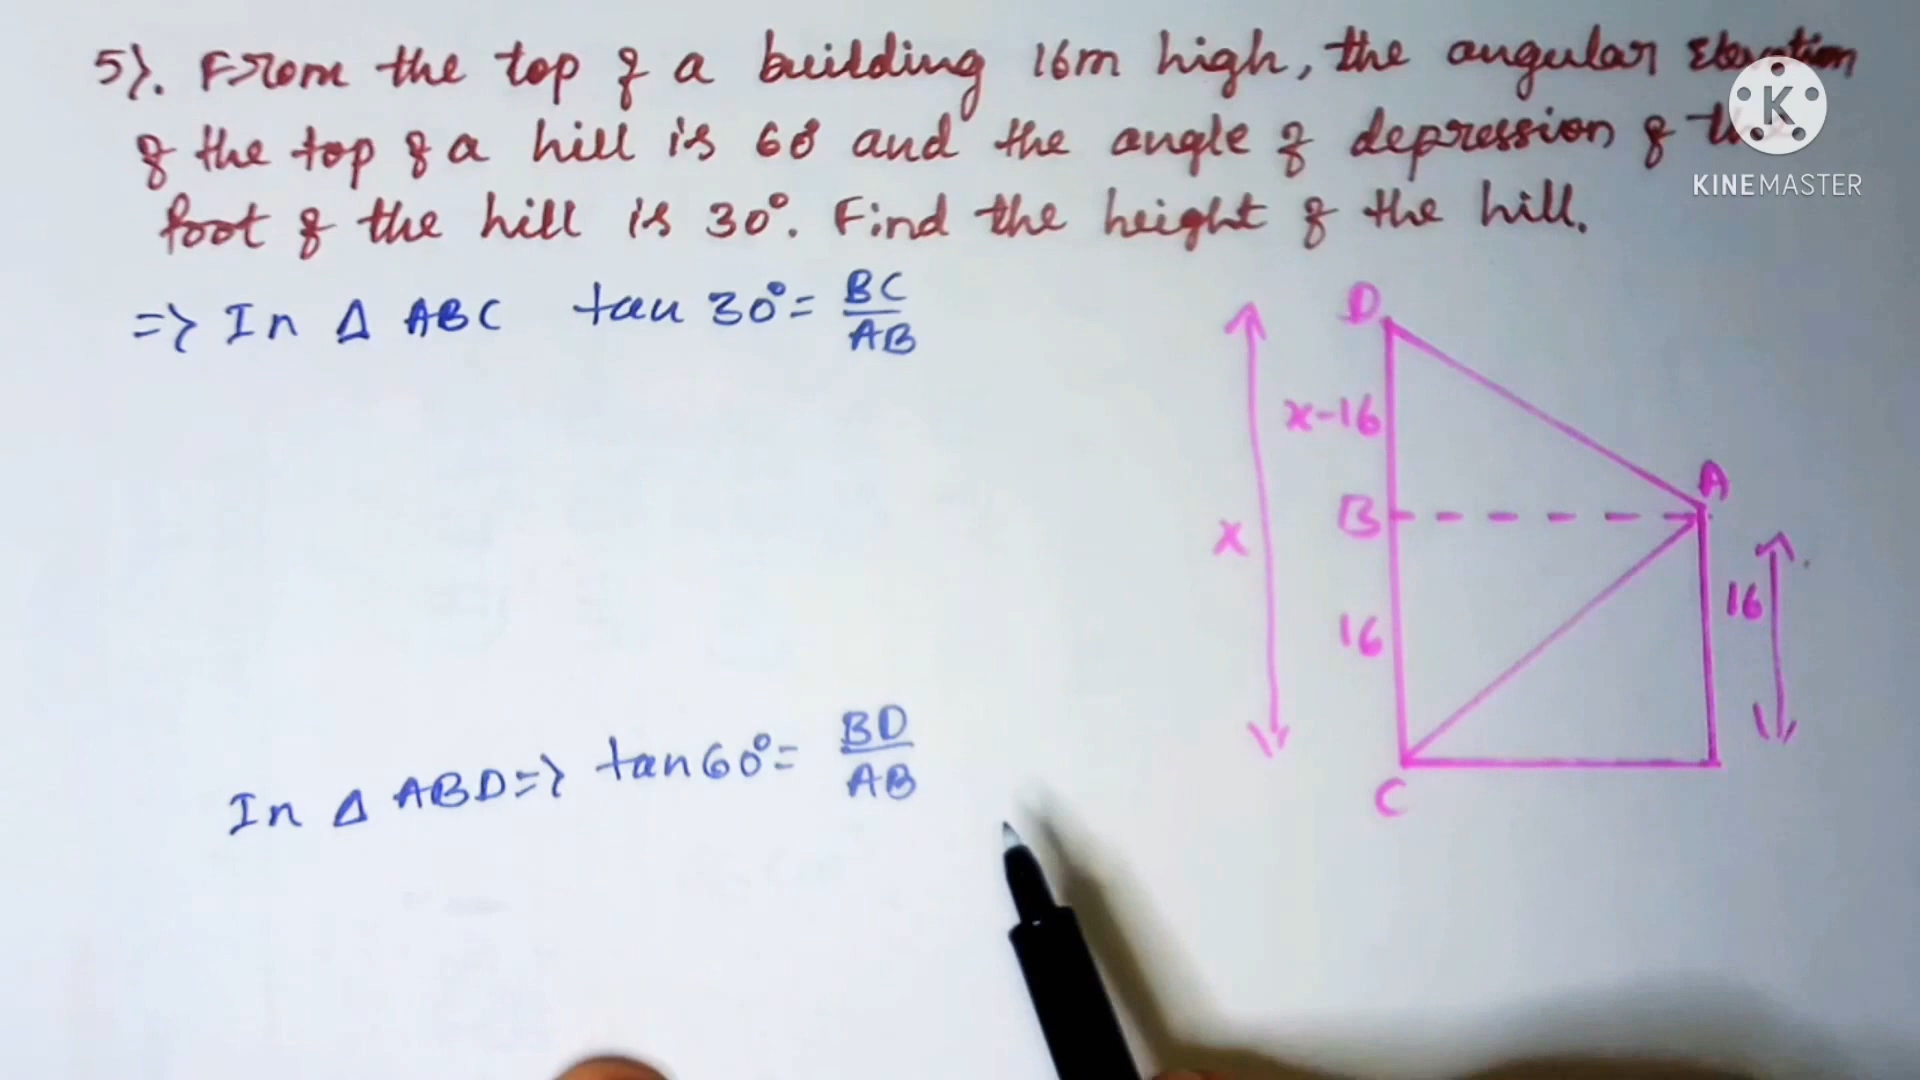 5). From the top of a building 16m high, the angular Elevation
of the top of a hill is 60° and the angle of depression of the
foot of the hill is 30°. Find the height of the hill.
=> In Δ ABC tan 30° = BC/AB
In Δ ABD => tan 60° = BD/AB
D
x-16
A
B
x
16
16
C
K
KINEMASTER